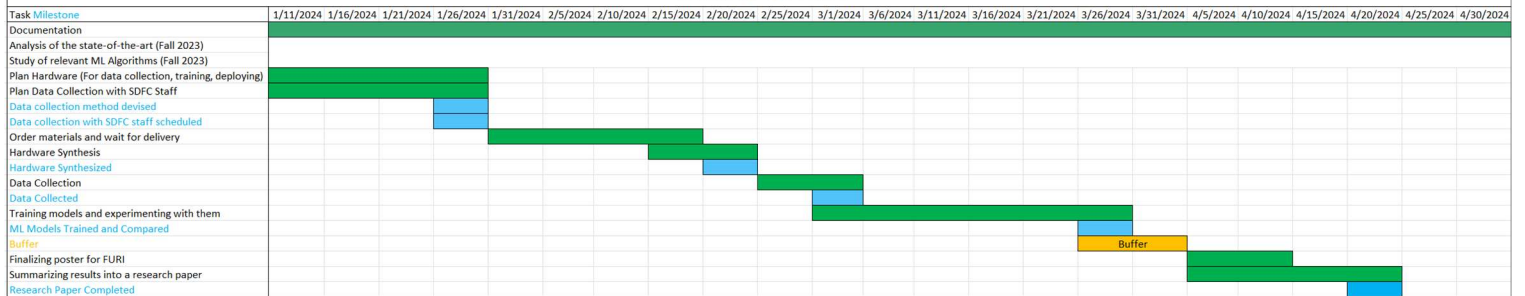 Task Milestone 1/11/2024 1/16/2024 1/21/2024 1/26/2024 1/31/2024 2/5/2024 2/10/2024 2/15/2024 2/20/2024 2/25/2024 3/1/2024 3/6/2024 3/11/2024 3/16/2024 3/21/2024 3/26/2024 3/31/2024 4/5/2024 4/10/2024 4/15/2024 4/20/2024 4/25/2024 4/30/2024
Documentation
Analysis of the state-of-the-art (Fall 2023)
Study of relevant ML Algorithms (Fall 2023)
Plan Hardware (For data collection, training, deploying)
Plan Data Collection with SDFC Staff
Data collection method devised
Data collection with SDFC staff scheduled
Order materials and wait for delivery
Hardware Synthesis
Hardware Synthesized
Data Collection
Data Collected
Training models and experimenting with them
ML Models Trained and Compared
Buffer Buffer
Finalizing poster for FURI
Summarizing results into a research paper
Research Paper Completed